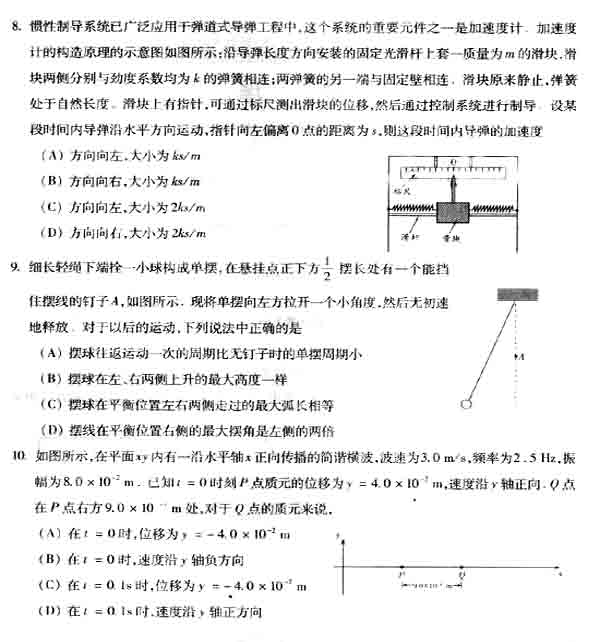 8. 惯性制导系统已广泛应用于弹道式导弹工程中,这个系统的重要元件之一是加速度计. 加速度
计的构造原理的示意图如图所示:沿导弹长度方向安装的固定光滑杆上套一质量为 m 的滑块,滑
块两侧分别与劲度系数均为 k 的弹簧相连;两弹簧的另一端与固定壁相连. 滑块原来静止,弹簧
处于自然长度. 滑块上有指针,可通过标尺测出滑块的位移,然后通过控制系统进行制导. 设某
段时间内导弹沿水平方向运动,指针向左偏离 O 点的距离为 s,则这段时间内导弹的加速度
(A) 方向向左,大小为 ks/m
(B) 方向向右,大小为 ks/m
(C) 方向向左,大小为 2ks/m
(D) 方向向右,大小为 2ks/m
O
标尺
滑杆 滑块
9. 细长轻绳下端拴一小球构成单摆,在悬挂点正下方 1/2 摆长处有一个能挡
住摆线的钉子 A,如图所示. 现将单摆向左方拉开一个小角度,然后无初速
地释放. 对于以后的运动,下列说法中正确的是
(A) 摆球往返运动一次的周期比无钉子时的单摆周期小
(B) 摆球在左、右两侧上升的最大高度一样
(C) 摆球在平衡位置左右两侧走过的最大弧长相等
(D) 摆线在平衡位置右侧的最大摆角是左侧的两倍
A
10. 如图所示,在平面 xy 内有一沿水平轴 x 正向传播的简谐横波,波速为 3.0 m/s,频率为 2.5 Hz,振
幅为 8.0 × 10⁻² m. 已知 t = 0 时刻 P 点质元的位移为 y = 4.0 × 10⁻² m,速度沿 y 轴正向. Q 点
在 P 点右方 9.0 × 10 m 处,对于 Q 点的质元来说,
(A) 在 t = 0 时,位移为 y = -4.0 × 10⁻² m
(B) 在 t = 0 时,速度沿 y 轴负方向
(C) 在 t = 0.1s 时,位移为 y = -4.0 × 10⁻² m
(D) 在 t = 0.1s 时,速度沿 y 轴正方向
y
P Q x